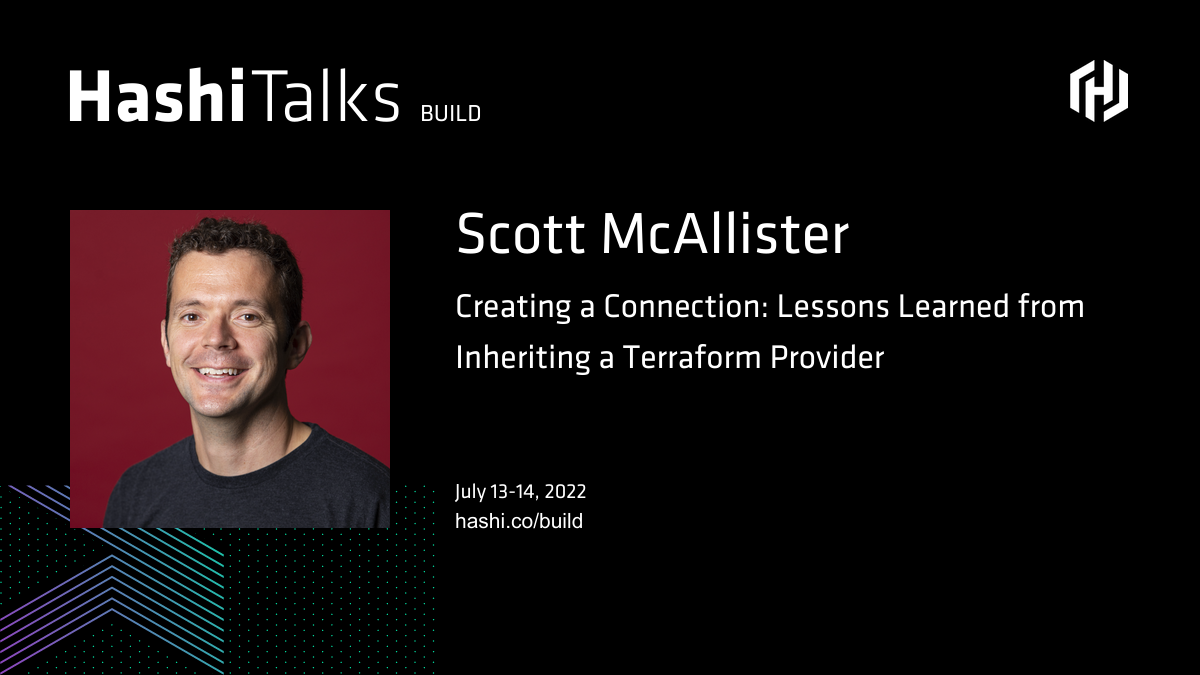 HashiTalks BUILD
Scott McAllister
Creating a Connection: Lessons Learned from
Inheriting a Terraform Provider
July 13-14, 2022
hashi.co/build